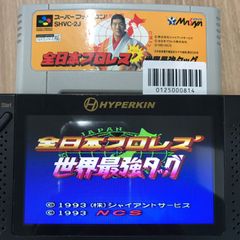 スーパーファミコン
SHVC-2J
全日本プロレス'
世界最強タッグ
0125000814
Start
HYPERKIN
JAPAN
全日本プロレス'
世界最強タッグ
© 1993 (株)ジャイアントサービス
© 1993 NCS